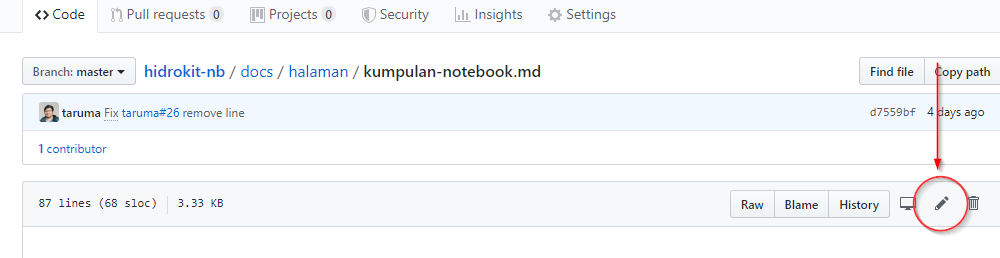 Code Pull requests 0 Projects 0 Security Insights Settings
Branch: master hidrokit-nb / docs / halaman / kumpulan-notebook.md Find file Copy path
taruma Fix taruma#26 remove line d7559bf 4 days ago
1 contributor
87 lines (68 sloc) 3.33 KB Raw Blame History